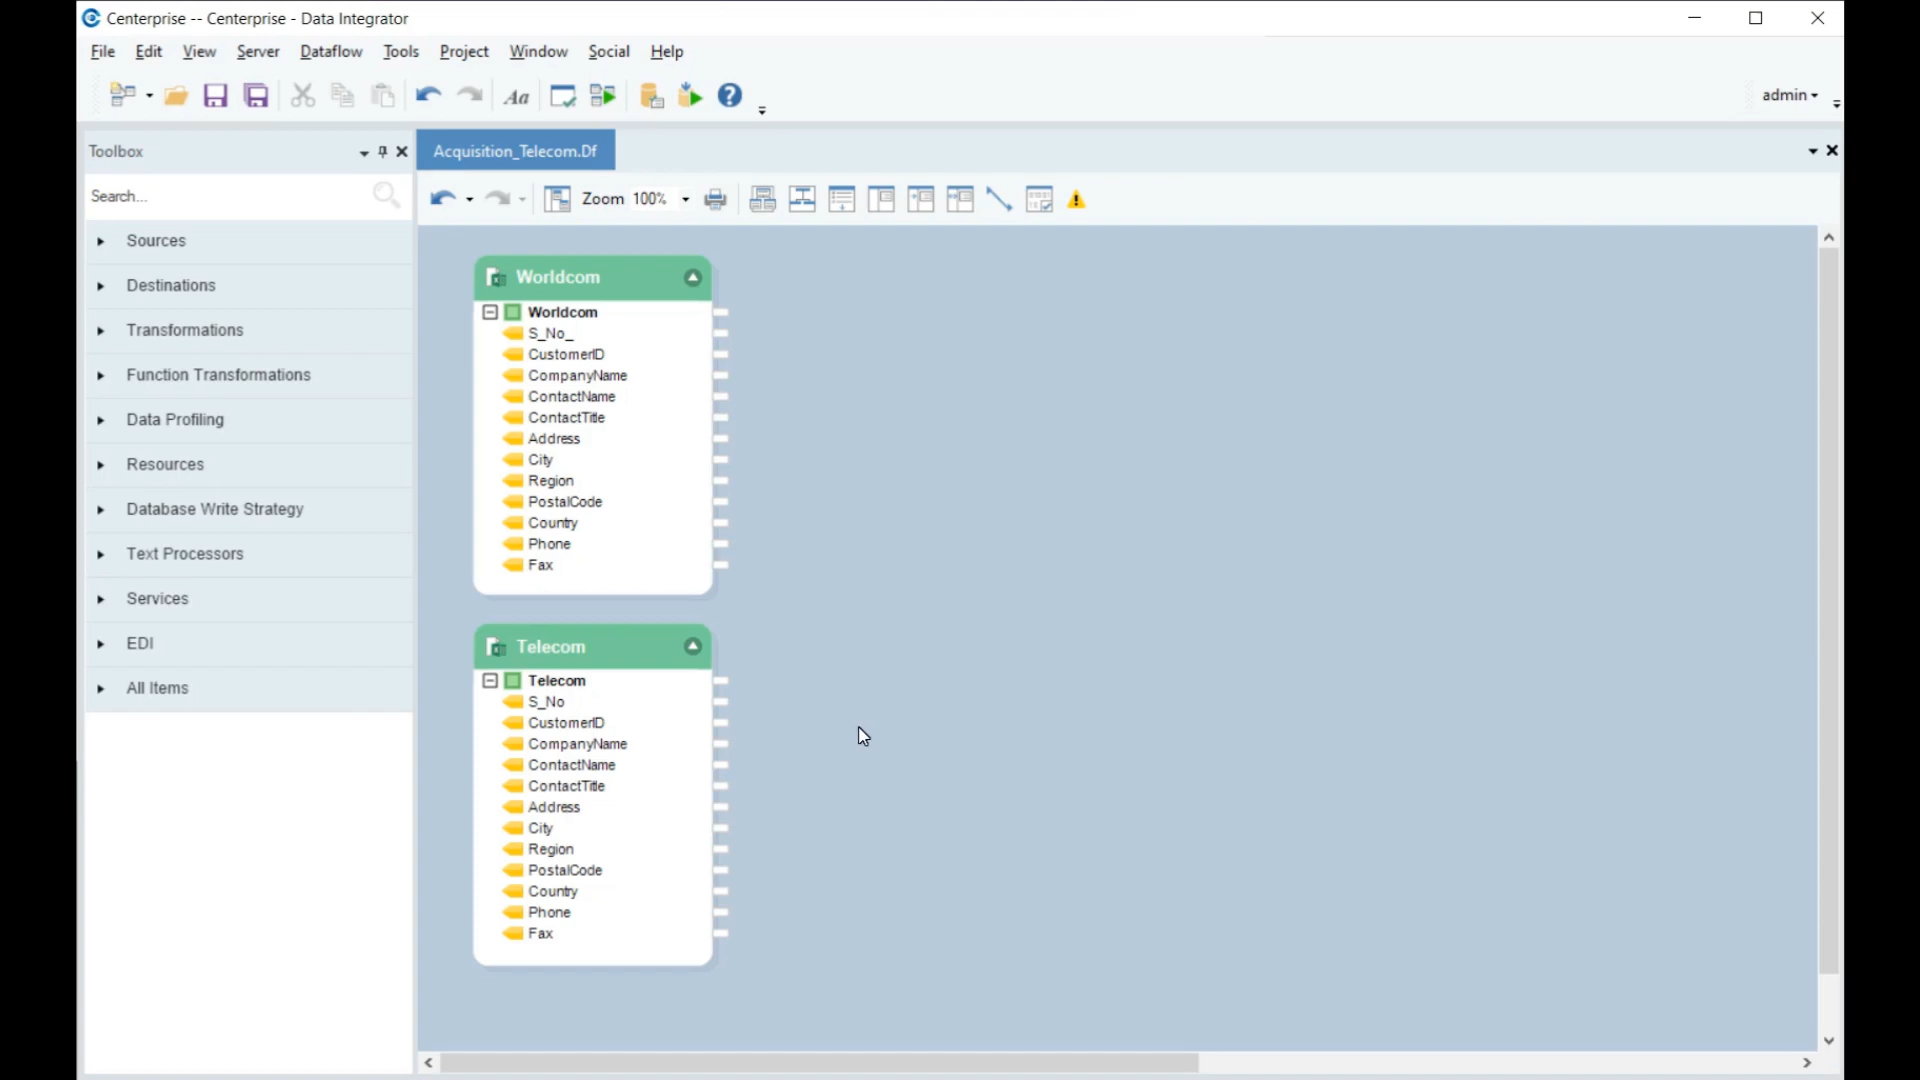 Centerprise -- Centerprise - Data Integrator
File Edit View Server Dataflow Tools Project Window Social Help
Aa
admin
Toolbox
Acquisition_Telecom.Df
Search...
Zoom 100%
Sources
Destinations
Transformations
Function Transformations
Data Profiling
Resources
Database Write Strategy
Text Processors
Services
EDI
All Items
Worldcom
Worldcom
S_No_
CustomerID
CompanyName
ContactName
ContactTitle
Address
City
Region
PostalCode
Country
Phone
Fax
Telecom
Telecom
S_No
CustomerID
CompanyName
ContactName
ContactTitle
Address
City
Region
PostalCode
Country
Phone
Fax